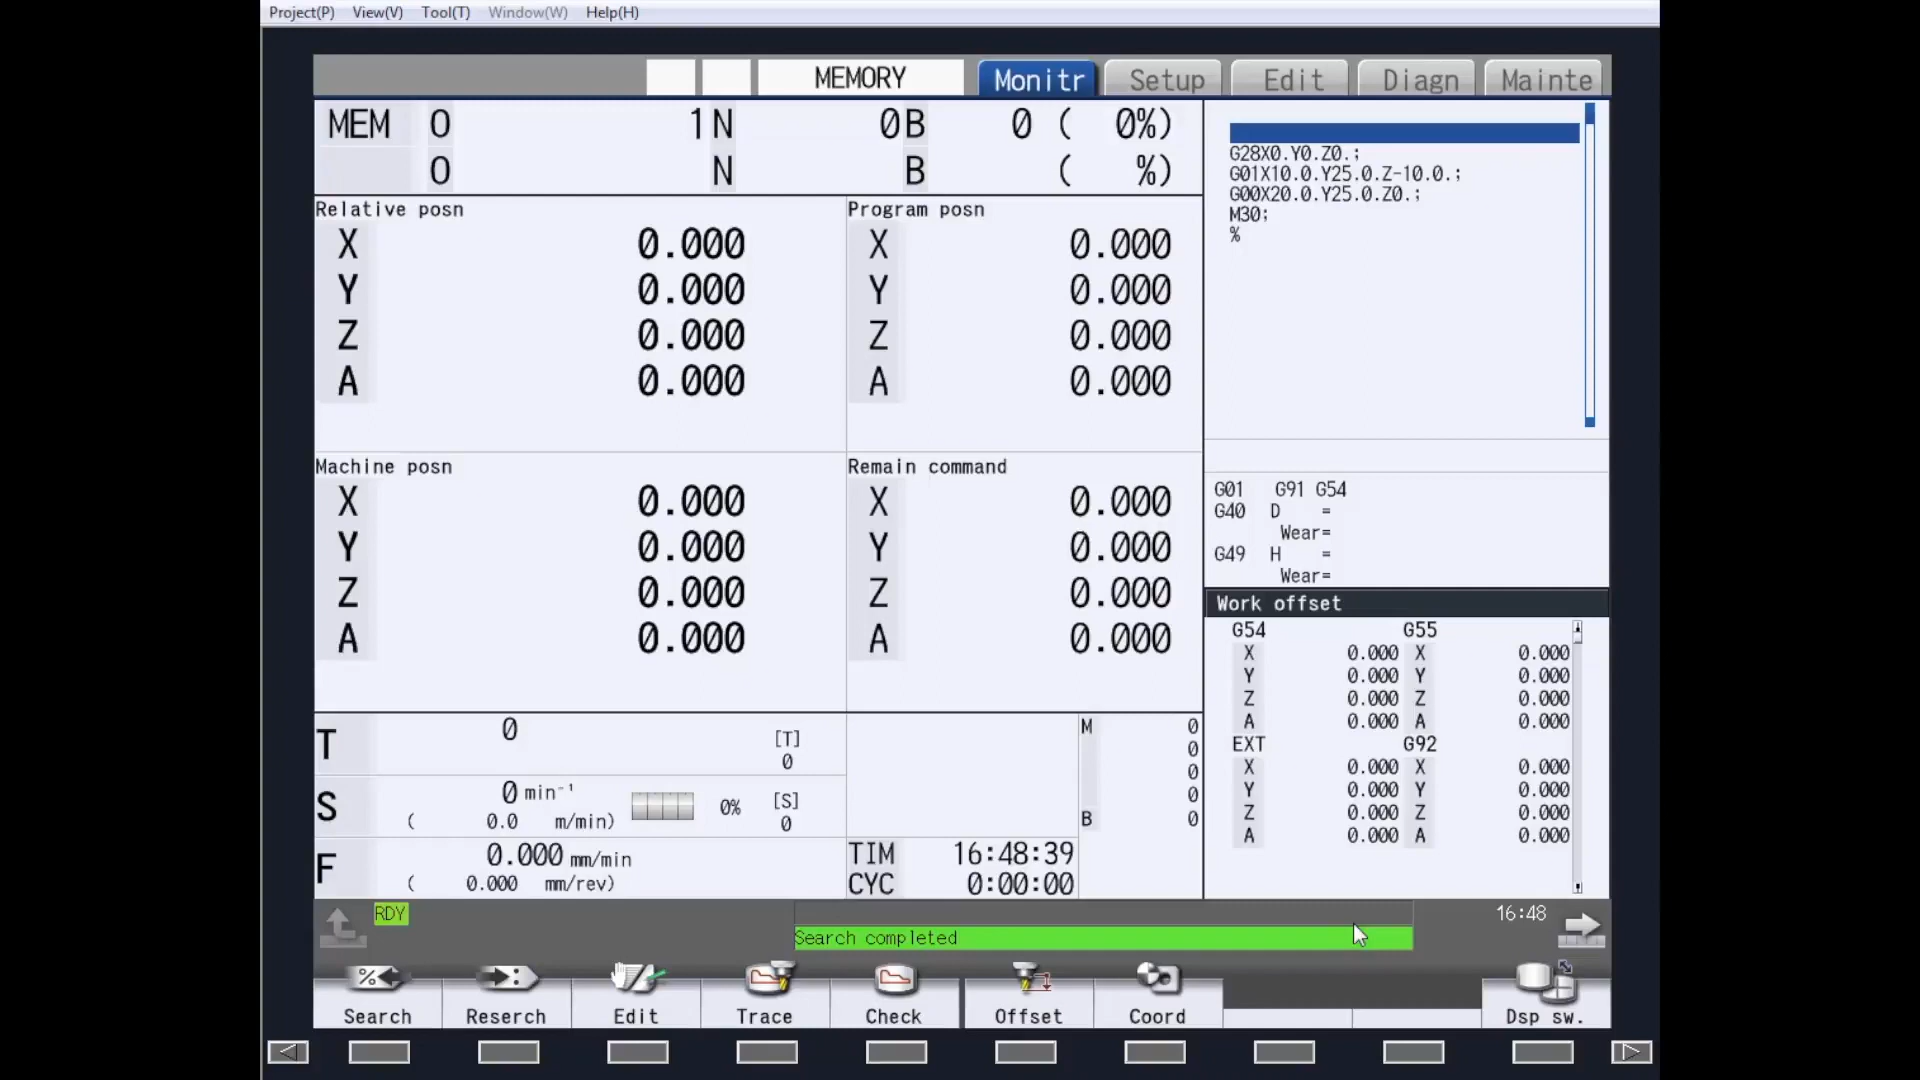 Project(P) View(V) Tool(T) Window(W) Help(H)
MEMORY Monitr Setup Edit Diagn Mainte
MEM O 1 N 0 B 0 ( 0%)
O N B ( %)
G28X0.Y0.Z0.;
G01X10.0.Y25.0.Z-10.0.;
G00X20.0.Y25.0.Z0.;
M30;
%
Relative posn
X 0.000
Y 0.000
Z 0.000
A 0.000
Program posn
X 0.000
Y 0.000
Z 0.000
A 0.000
Machine posn
X 0.000
Y 0.000
Z 0.000
A 0.000
Remain command
X 0.000
Y 0.000
Z 0.000
A 0.000
G01 G91 G54
G40 D =
Wear=
G49 H =
Wear=
Work offset
G54 G55
X 0.000 X 0.000
Y 0.000 Y 0.000
Z 0.000 Z 0.000
A 0.000 A 0.000
EXT G92
X 0.000 X 0.000
Y 0.000 Y 0.000
Z 0.000 Z 0.000
A 0.000 A 0.000
T 0 [T]
0
S 0 min⁻¹ 0% [S]
( 0.0 m/min) 0
F 0.000 mm/min
( 0.000 mm/rev)
M 0
0
0
0
B 0
TIM 16:48:39
CYC 0:00:00
RDY 16:48
Search completed
%
Search Reserch Edit Trace Check Offset Coord Dsp sw.